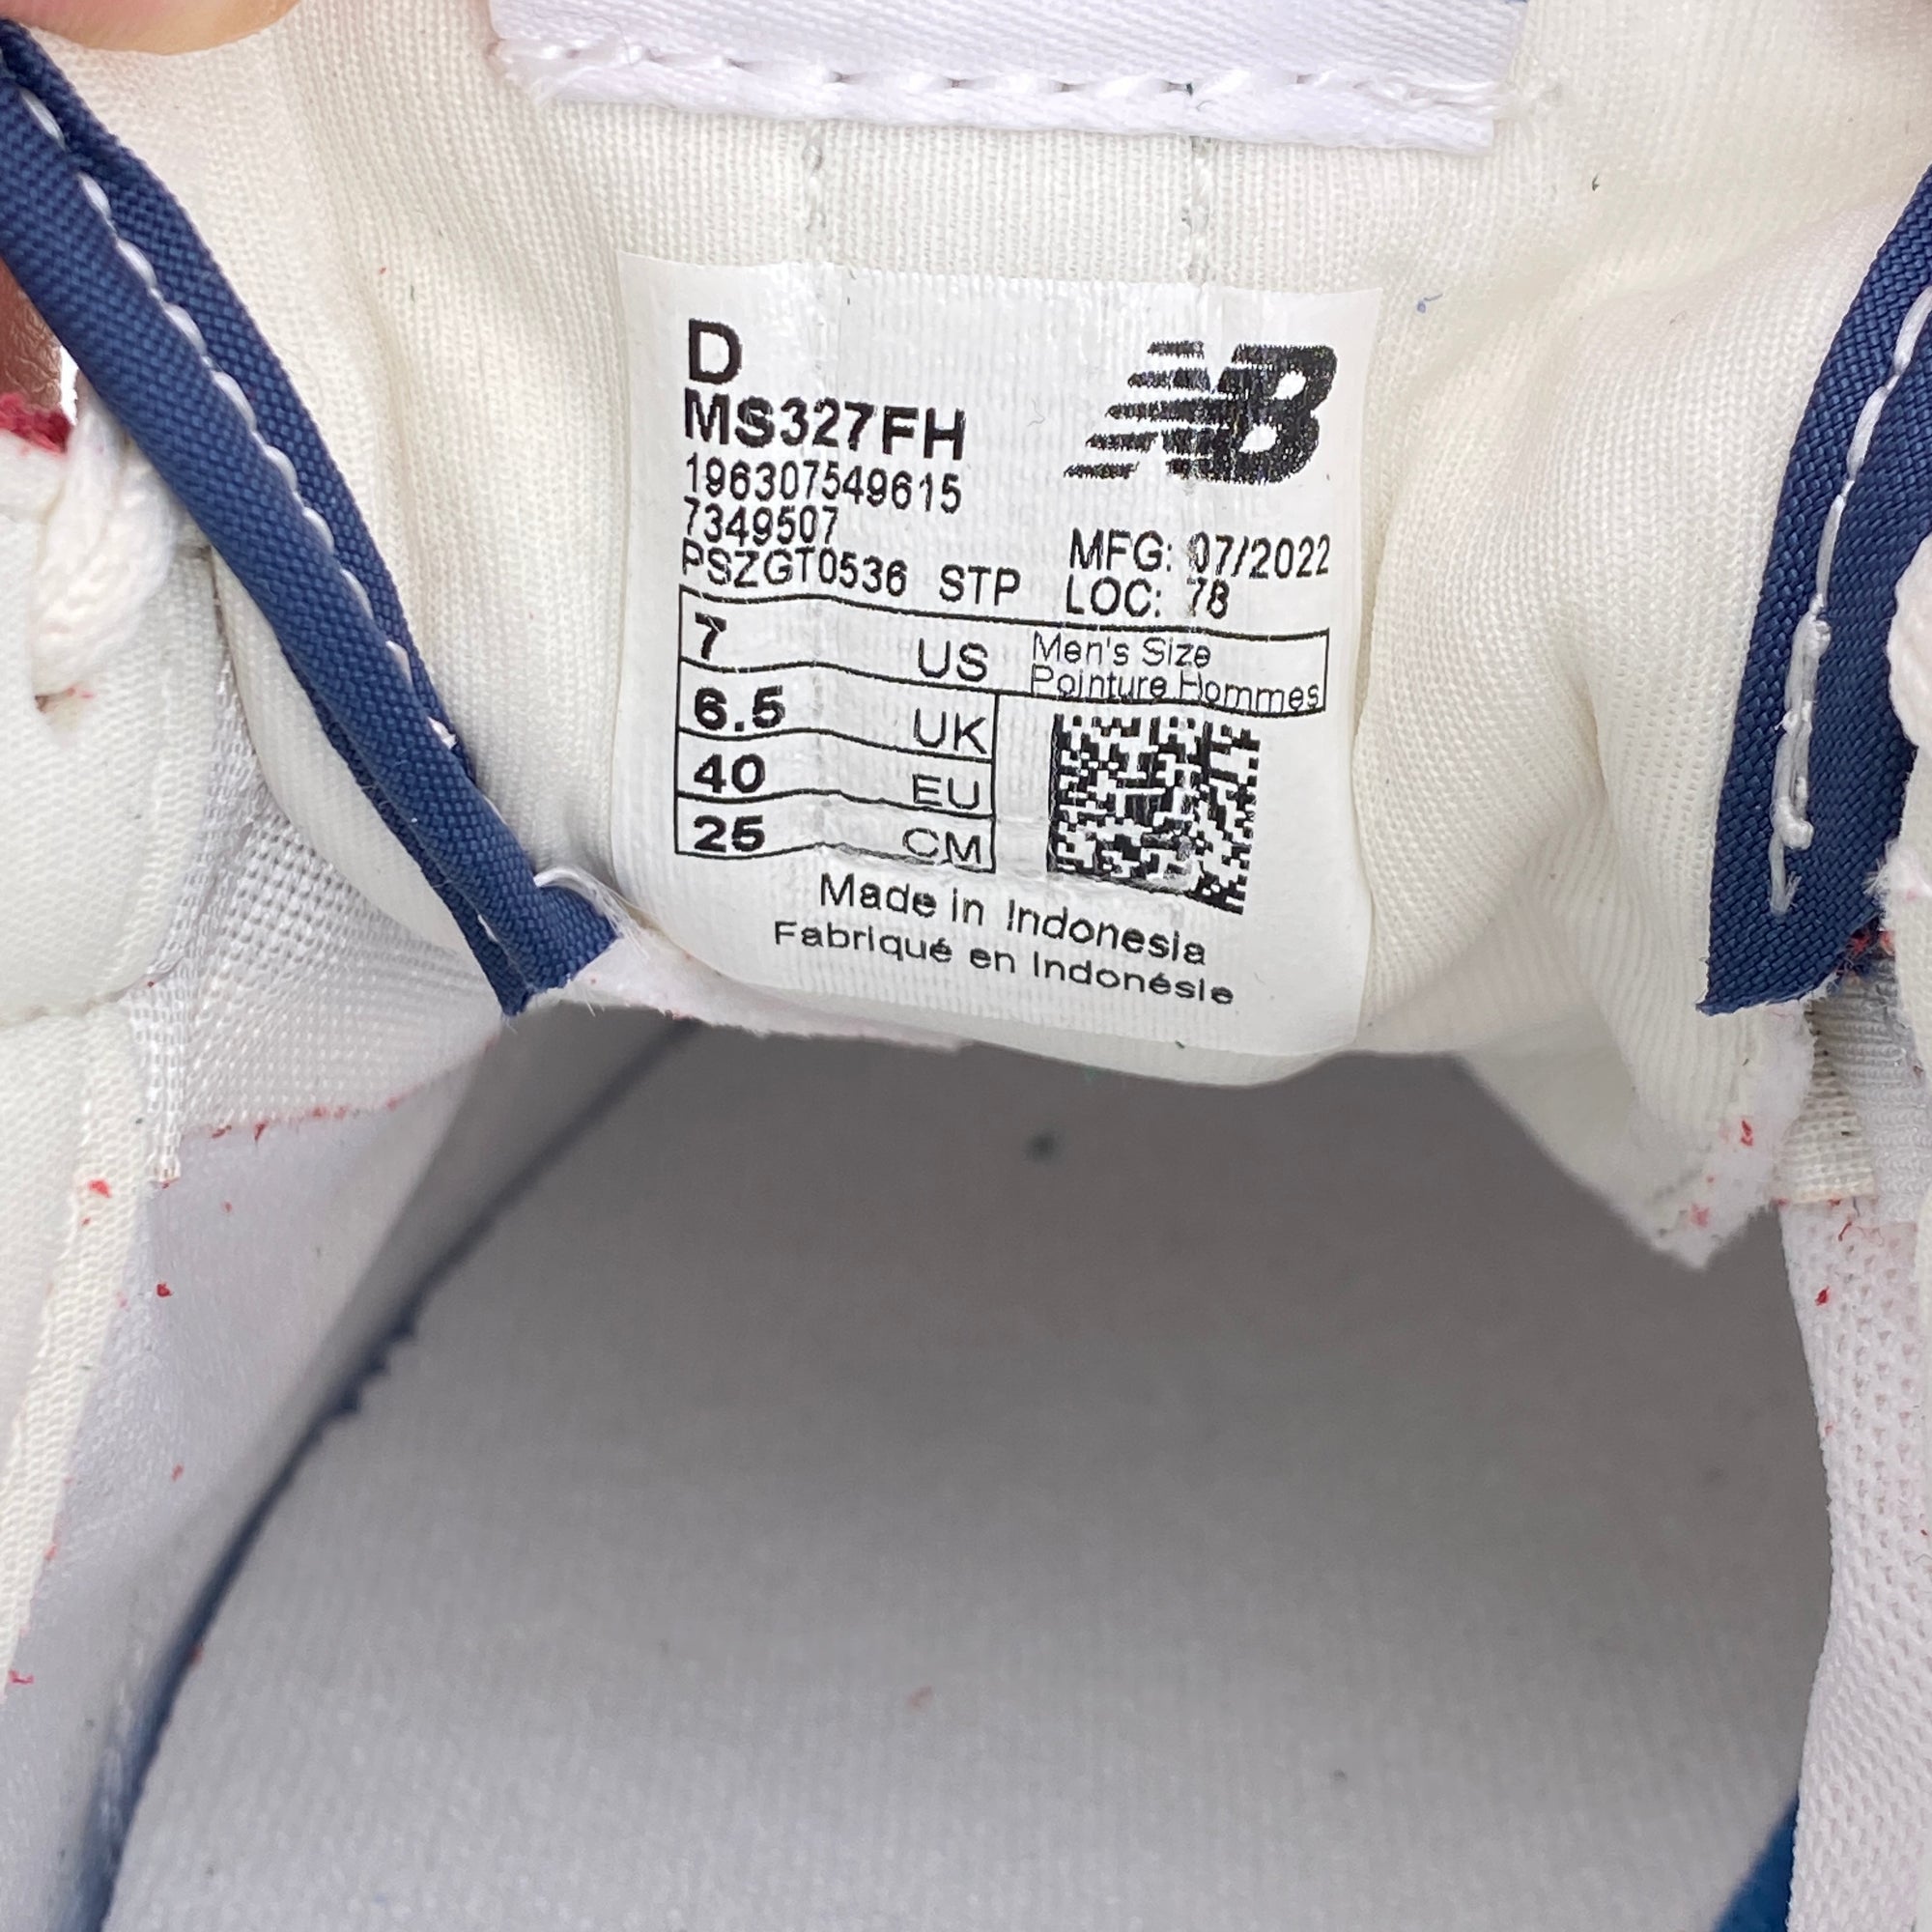 D
NB
MS327FH
196307549615
7349507
PSZGT0536 STP
MFG: 07/2022
LOC: 78
7 US Men's Size
Pointure Hommes
6.5 UK
40 EU
25 CM
Made in Indonesia
Fabriqué en Indonésie